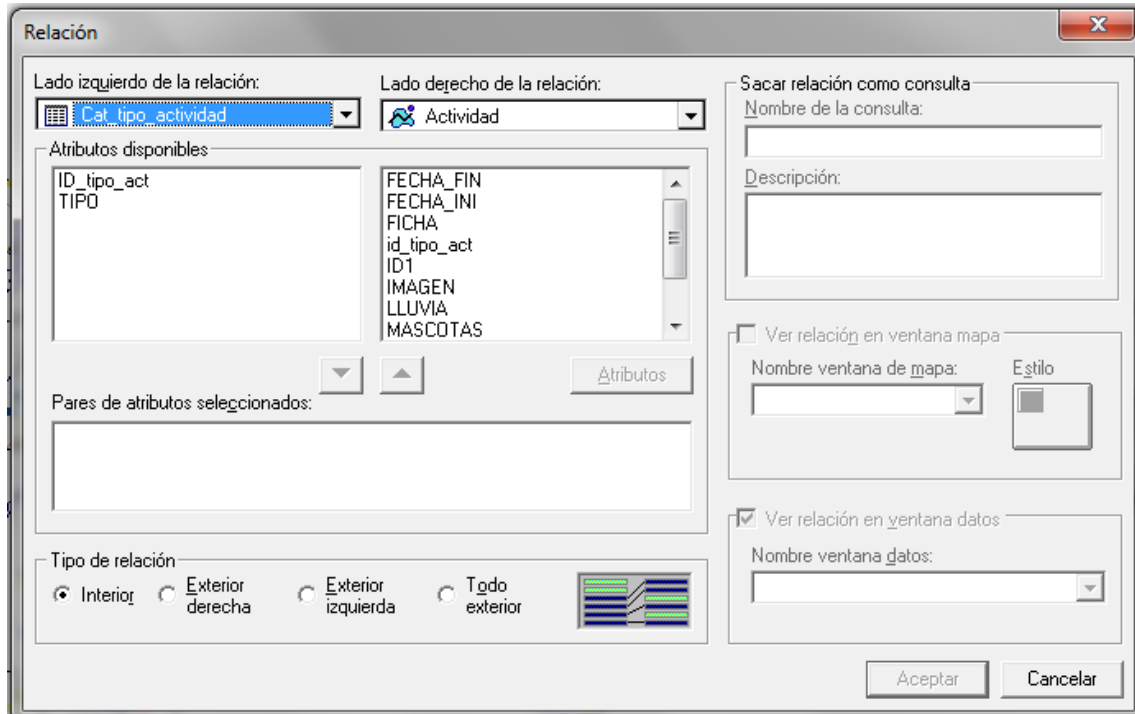 Relación
Lado izquierdo de la relación:
Cat_tipo_actividad
Lado derecho de la relación:
Actividad
Atributos disponibles
ID_tipo_act
TIPO
FECHA_FIN
FECHA_INI
FICHA
id_tipo_act
ID1
IMAGEN
LLUVIA
MASCOTAS
Atributos
Pares de atributos seleccionados:
Tipo de relación
Interior
Exterior
derecha
Exterior
izquierda
Todo
exterior
Sacar relación como consulta
Nombre de la consulta:
Descripción:
Ver relación en ventana mapa
Nombre ventana de mapa:
Estilo
Ver relación en ventana datos
Nombre ventana datos:
Aceptar
Cancelar